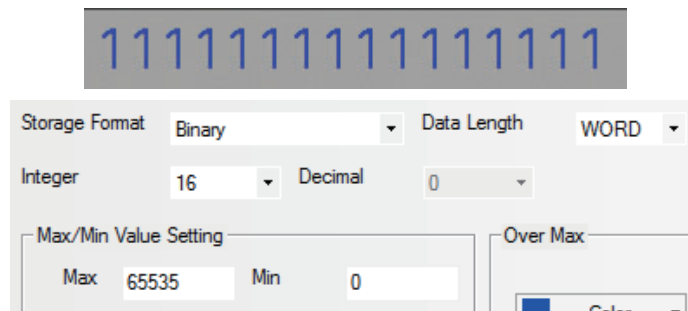 1111111111111111
Storage Format Binary Data Length WORD
Integer 16 Decimal 0
Max/Min Value Setting Over Max
Max 65535 Min 0
Color